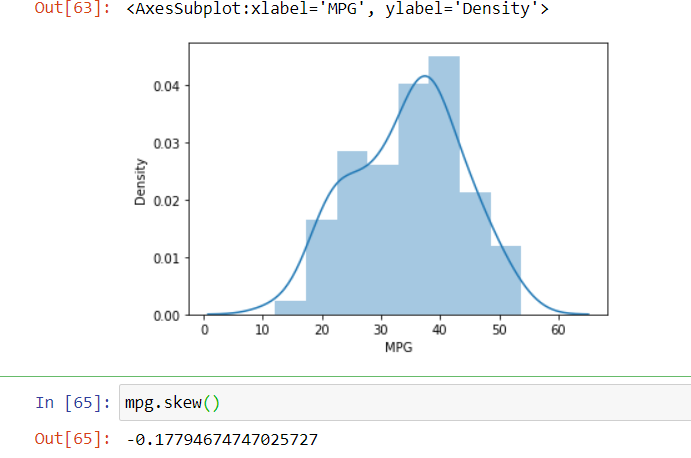 Out[63]: <AxesSubplot:xlabel='MPG', ylabel='Density'>
0.04
0.03
0.02
0.01
0.00
Density
0 10 20 30 40 50 60
MPG
In [65]: mpg.skew()
Out[65]: -0.17794674747025727